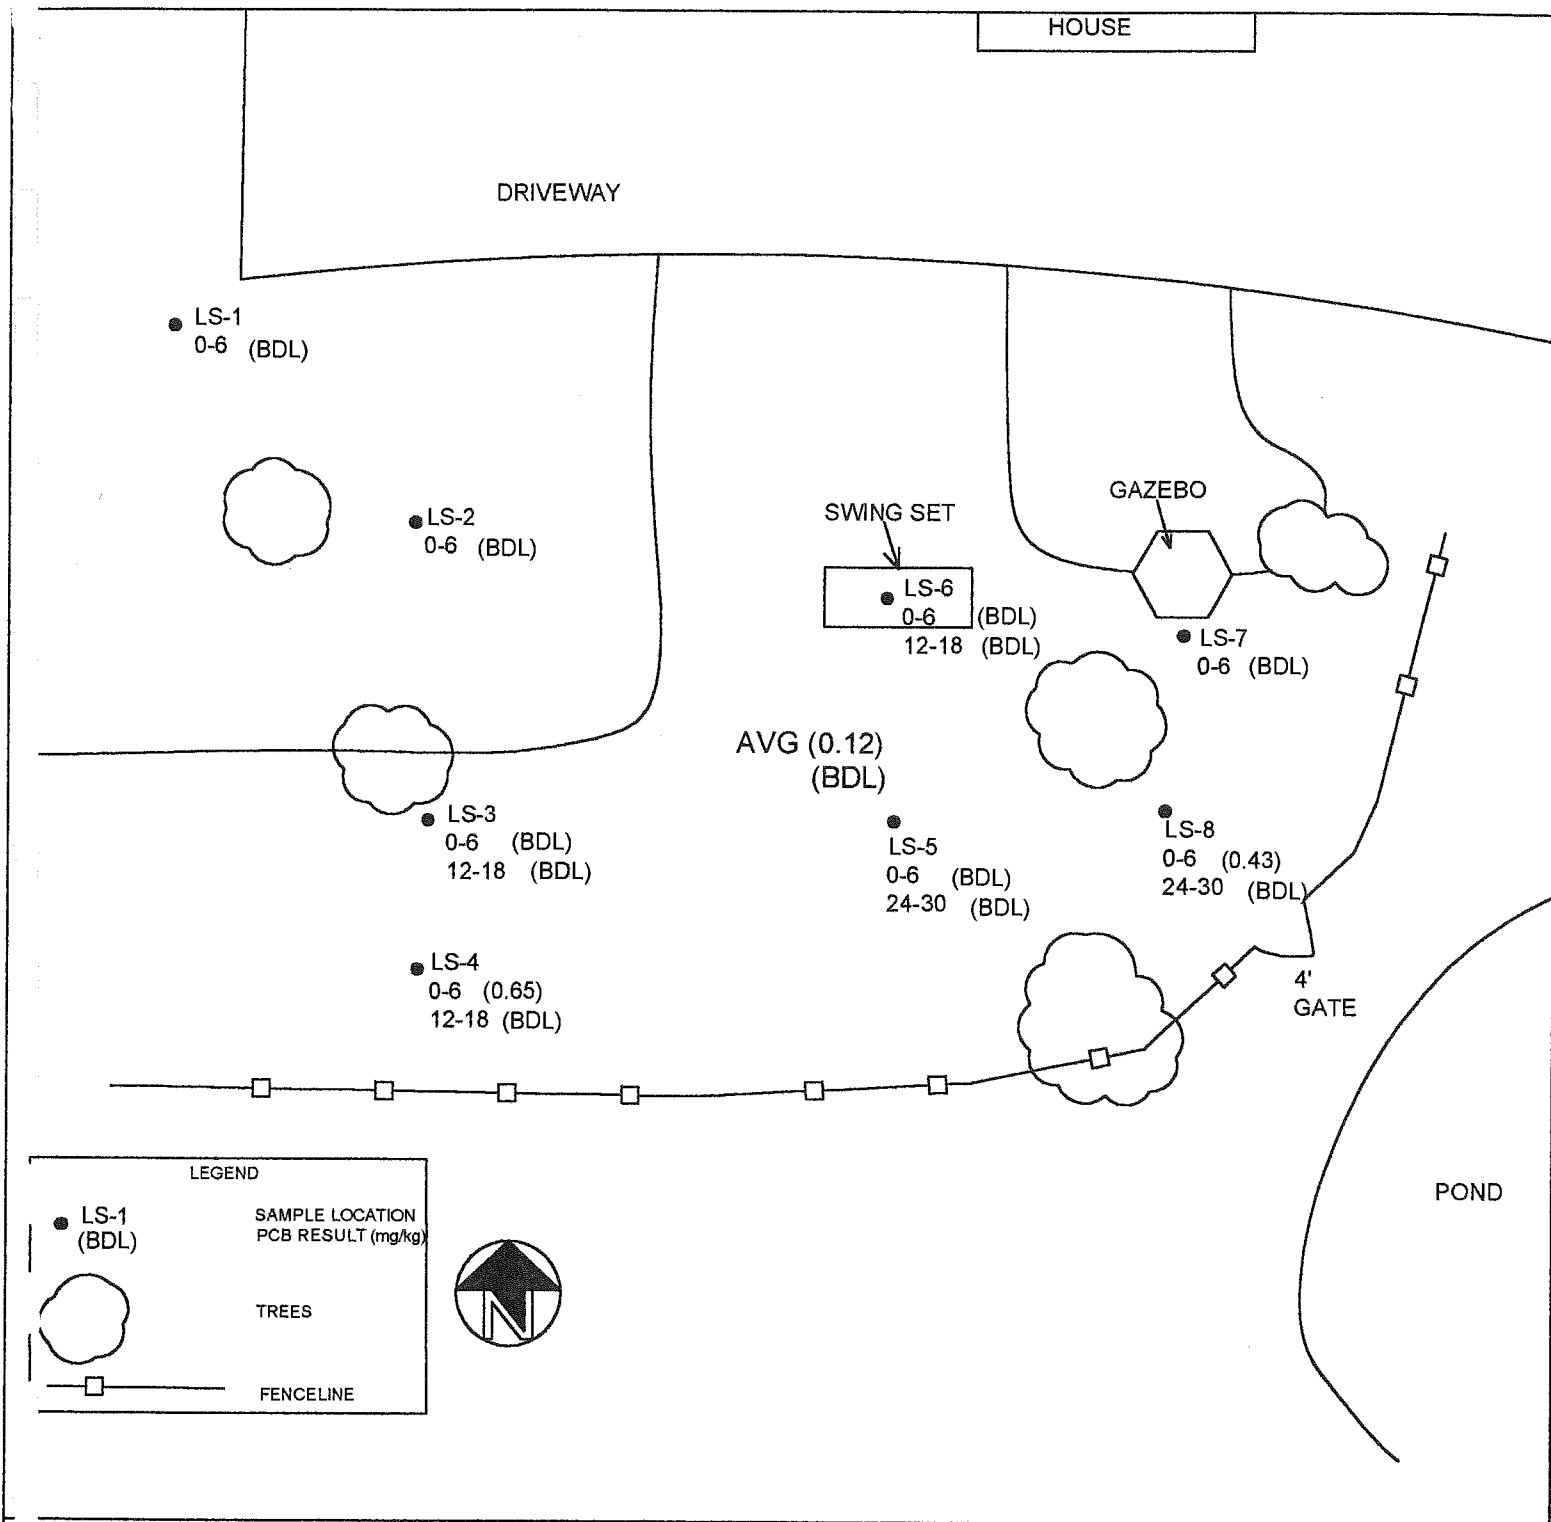 HOUSE
DRIVEWAY
LS-1
0-6 (BDL)
LS-2
0-6 (BDL)
SWING SET
GAZEBO
LS-6
0-6 (BDL)
12-18 (BDL)
LS-7
0-6 (BDL)
AVG (0.12)
(BDL)
LS-3
0-6 (BDL)
12-18 (BDL)
LS-5
0-6 (BDL)
24-30 (BDL)
LS-8
0-6 (0.43)
24-30 (BDL)
LS-4
0-6 (0.65)
12-18 (BDL)
4'
GATE
POND
LEGEND
LS-1
(BDL)
SAMPLE LOCATION
PCB RESULT (mg/kg)
TREES
FENCELINE
N